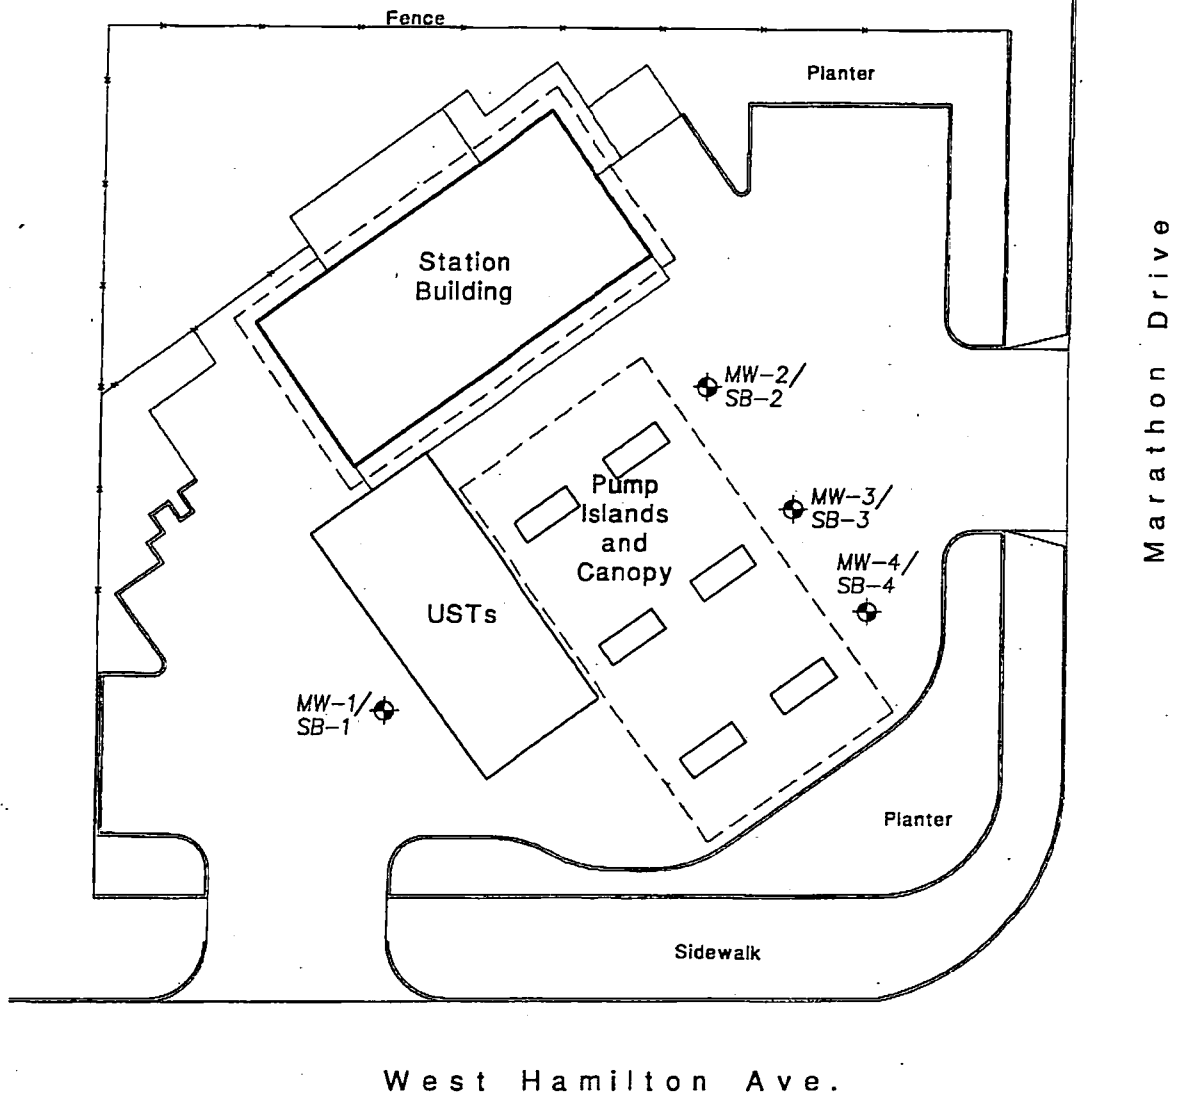 Fence
Planter
Station
Building
MW-2/
SB-2
Pump
Islands
and
Canopy
MW-3/
SB-3
MW-4/
SB-4
USTs
MW-1/
SB-1
Planter
Sidewalk
Marathon Drive
West Hamilton Ave.